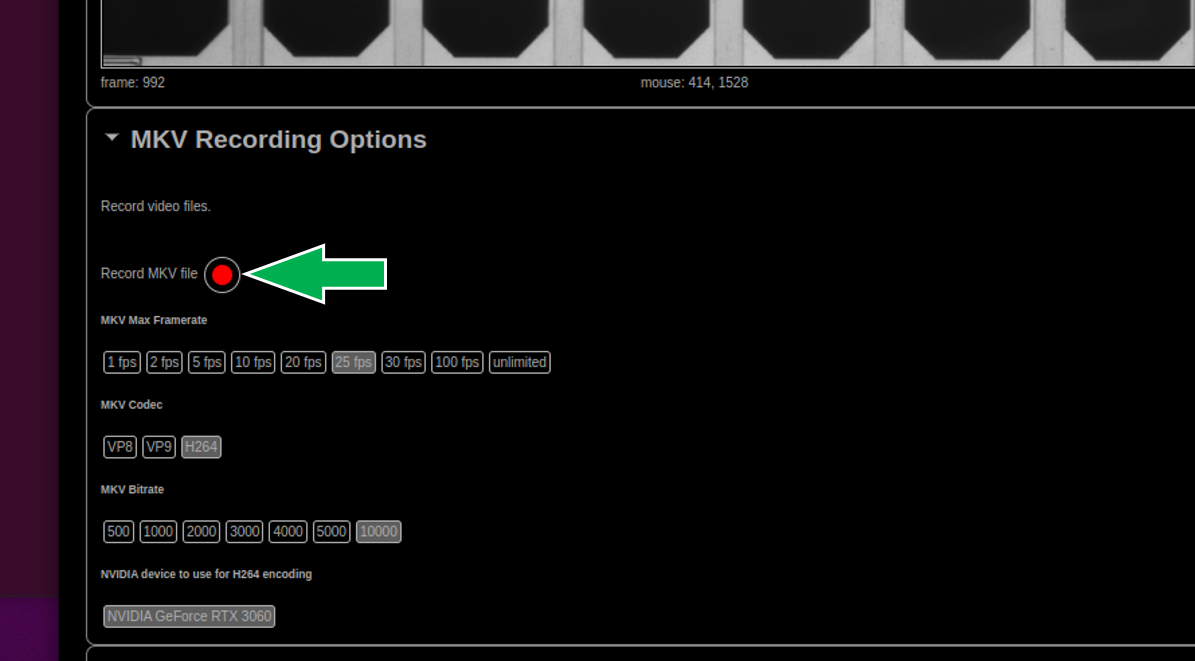 frame: 992 mouse: 414, 1528
MKV Recording Options
Record video files.
Record MKV file
MKV Max Framerate
1 fps 2 fps 5 fps 10 fps 20 fps 25 fps 30 fps 100 fps unlimited
MKV Codec
VP8 VP9 H264
MKV Bitrate
500 1000 2000 3000 4000 5000 10000
NVIDIA device to use for H264 encoding
NVIDIA GeForce RTX 3060